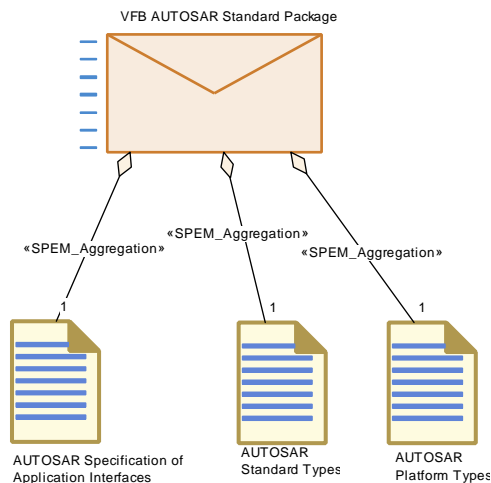 VFB AUTOSAR Standard Package
«SPEM_Aggregation»
«SPEM_Aggregation»
«SPEM_Aggregation»
1
1
1
AUTOSAR Specification of
Application Interfaces
AUTOSAR
Standard Types
AUTOSAR
Platform Types